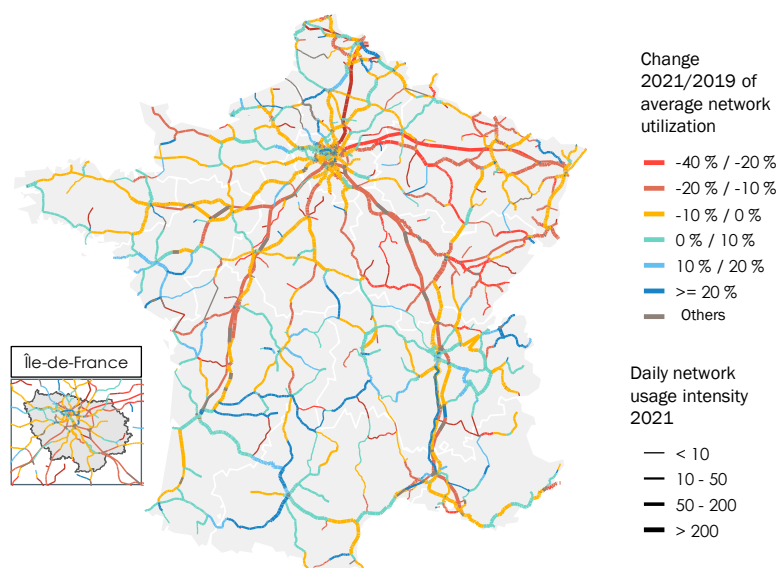 Change
2021/2019 of
average network
utilization
-40 % / -20 %
-20 % / -10 %
-10 % / 0 %
0 % / 10 %
10 % / 20 %
>= 20 %
Others
Île-de-France
Daily network
usage intensity
2021
< 10
10 - 50
50 - 200
> 200